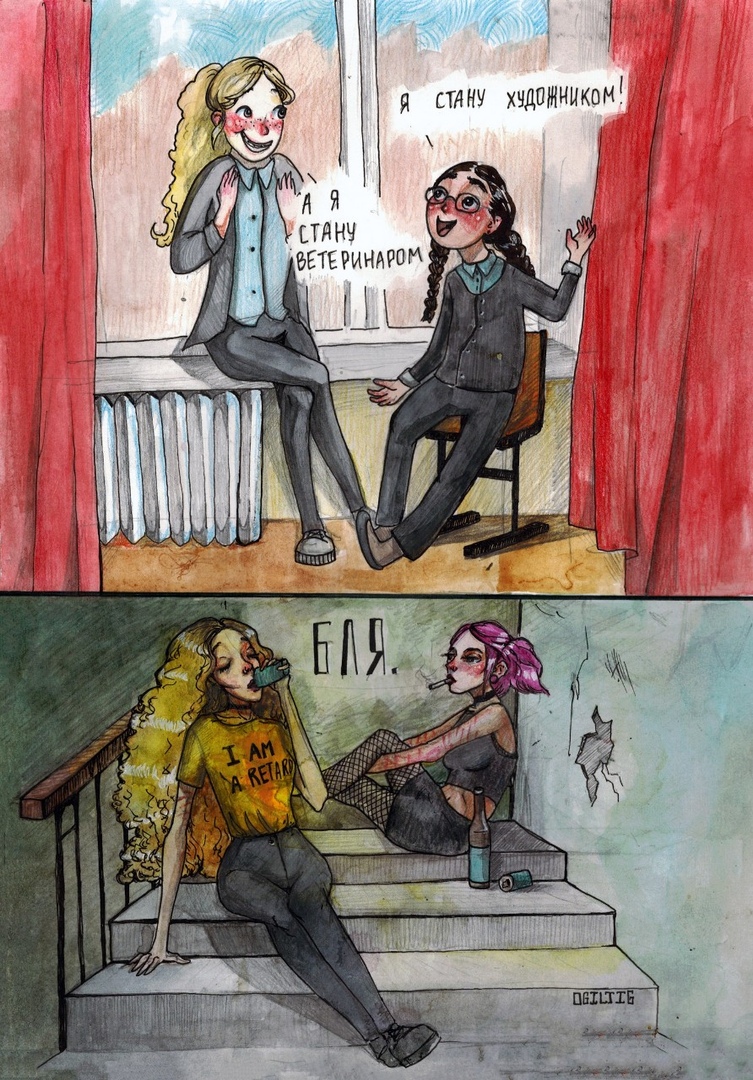 Я СТАНУ ХУДОЖНИКОМ!
А Я
СТАНУ
ВЕТЕРИНАРОМ
БЛЯ.
I AM
A RETARD
OGILTIG